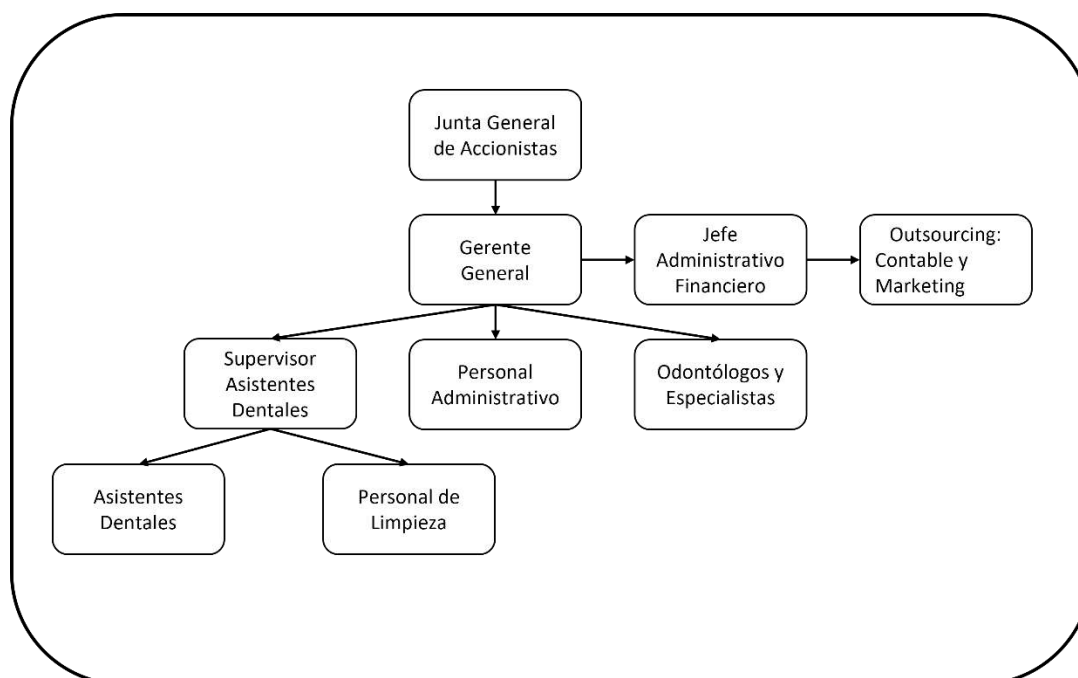 Junta General
de Accionistas
Gerente
General
Jefe
Administrativo
Financiero
Outsourcing:
Contable y
Marketing
Supervisor
Asistentes
Dentales
Personal
Administrativo
Odontólogos y
Especialistas
Asistentes
Dentales
Personal de
Limpieza